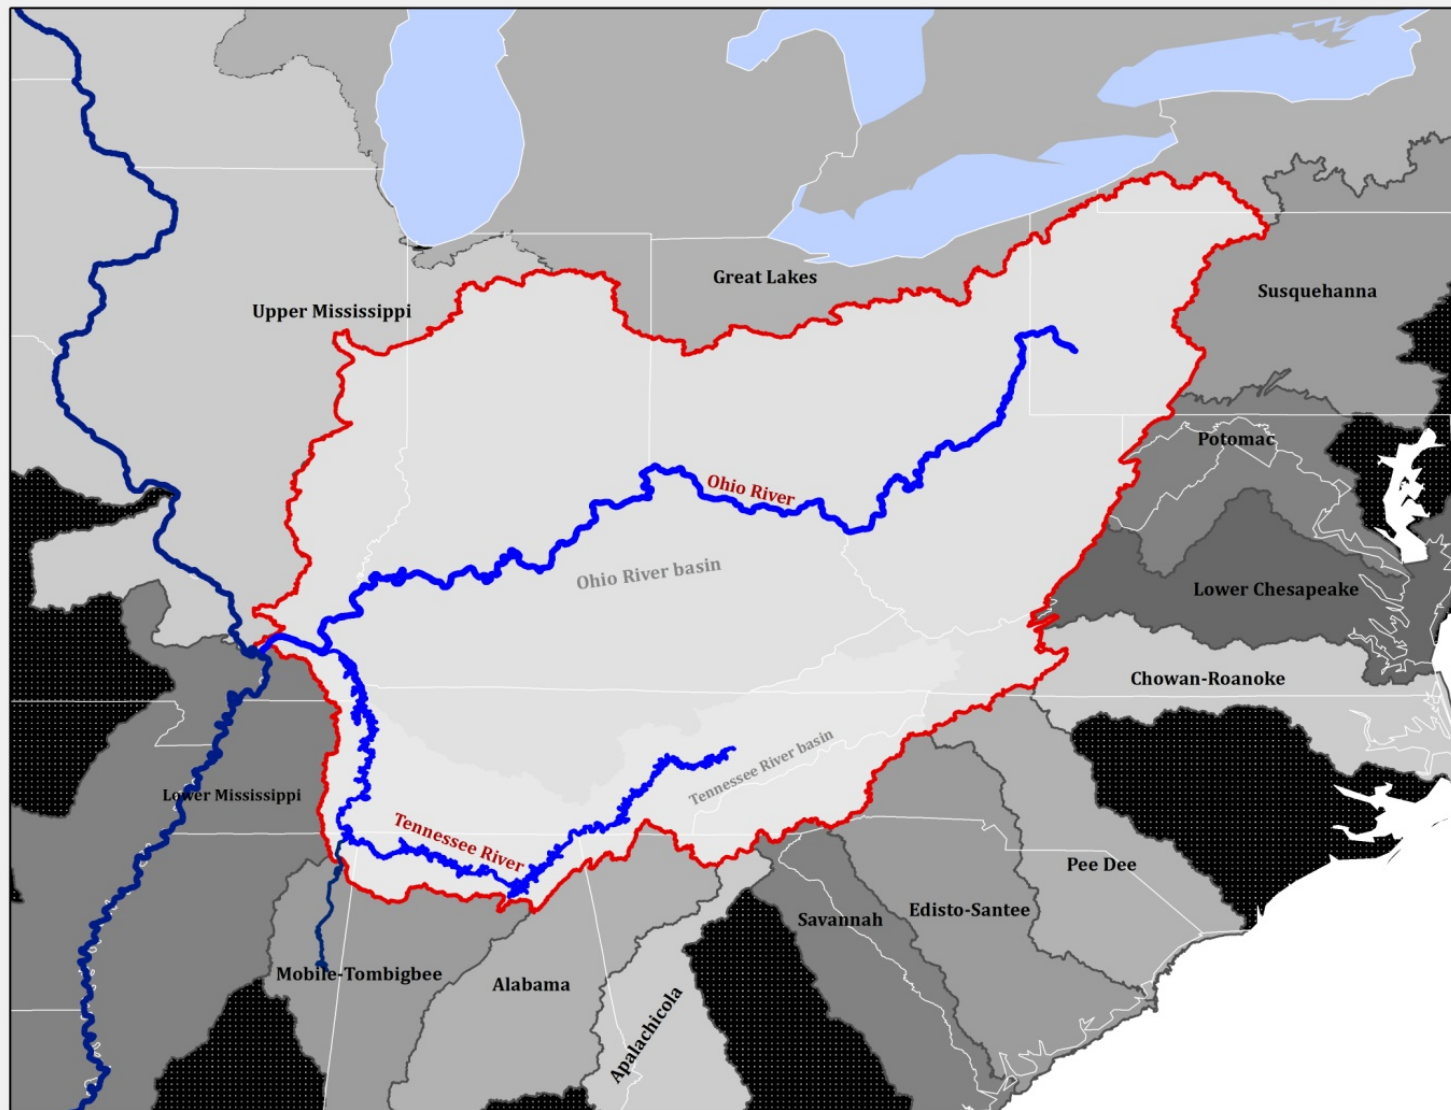 Great Lakes
Susquehanna
Upper Mississippi
Potomac
Ohio River
Ohio River basin
Lower Chesapeake
Chowan-Roanoke
Tennessee River basin
Lower Mississippi
Tennessee River
Pee Dee
Edisto-Santee
Savannah
Mobile-Tombigbee
Alabama
Apalachicola